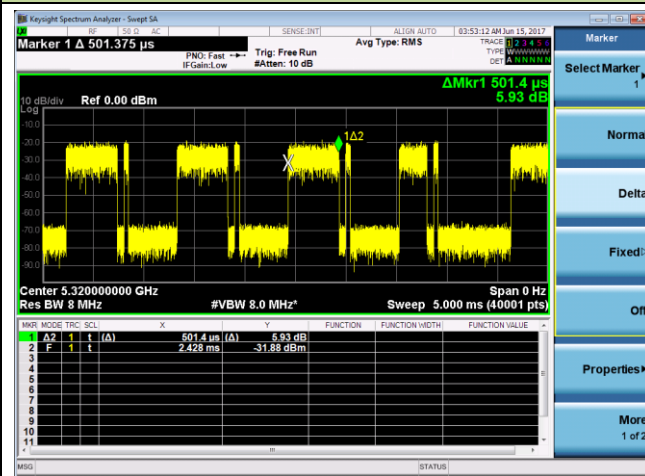 Keysight Spectrum Analyzer - Swept SA
RF 50 Ω AC SENSE:INT ALIGN AUTO 03:53:12 AM Jun 15, 2017
Marker 1 Δ 501.375 µs
PNO: Fast
IFGain:Low
Trig: Free Run
#Atten: 10 dB
Avg Type: RMS
TRACE 1 2 3 4 5 6
TYPE WWWWWW
DET A N N N N N
ΔMkr1 501.4 µs
5.93 dB
10 dB/div Ref 0.00 dBm
Log
-10.0
-20.0
-30.0
-40.0
-50.0
-60.0
-70.0
-80.0
-90.0
1Δ2
Center 5.320000000 GHz Span 0 Hz
Res BW 8 MHz #VBW 8.0 MHz* Sweep 5.000 ms (40001 pts)
MKR MODE TRC SCL X Y FUNCTION FUNCTION WIDTH FUNCTION VALUE
1 Δ2 1 t (Δ) 501.4 µs (Δ) 5.93 dB
2 F 1 t 2.428 ms -31.88 dBm
3
4
5
6
7
8
9
10
11
MSG STATUS
Marker
Select Marker
1
Norma
Delta
Fixed
Off
Properties
More
1 of 2